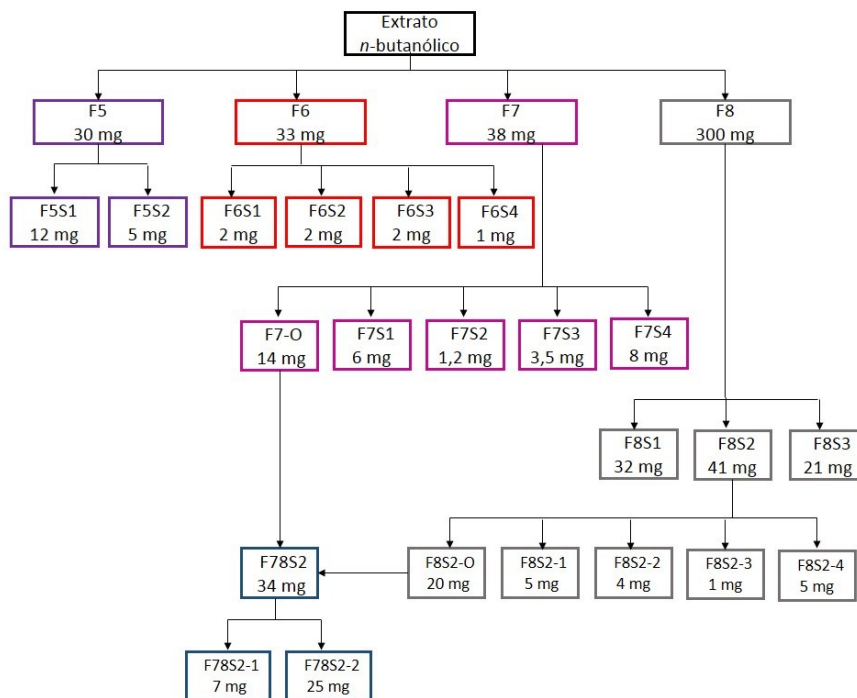 Extrato
n-butanólico
F5
30 mg
F6
33 mg
F7
38 mg
F8
300 mg
F5S1
12 mg
F5S2
5 mg
F6S1
2 mg
F6S2
2 mg
F6S3
2 mg
F6S4
1 mg
F7-O
14 mg
F7S1
6 mg
F7S2
1,2 mg
F7S3
3,5 mg
F7S4
8 mg
F8S1
32 mg
F8S2
41 mg
F8S3
21 mg
F78S2
34 mg
F8S2-O
20 mg
F8S2-1
5 mg
F8S2-2
4 mg
F8S2-3
1 mg
F8S2-4
5 mg
F78S2-1
7 mg
F78S2-2
25 mg